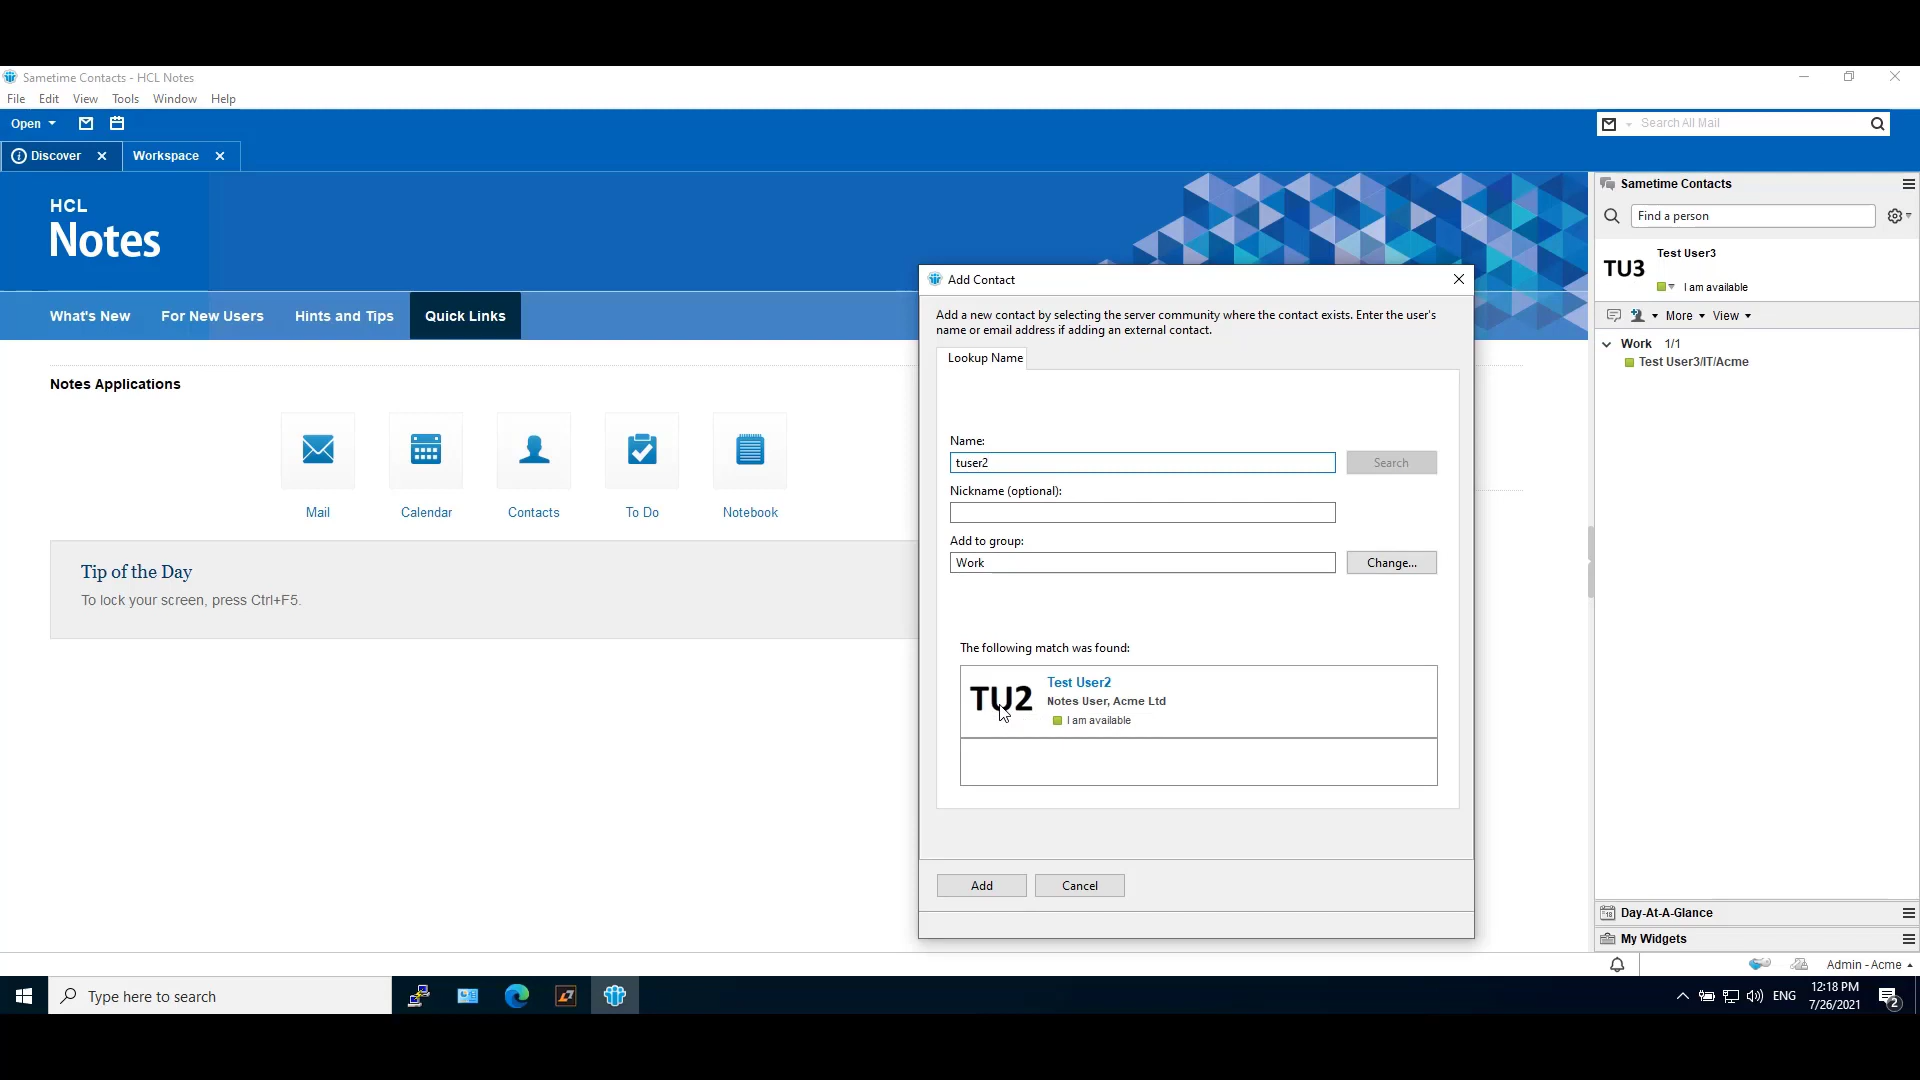 Sametime Contacts - HCL Notes
File Edit View Tools Window Help
Open
Search All Mail
Discover
Workspace
Sametime Contacts
Find a person
HCL
Notes
TU3
Test User3
I am available
What's New
For New Users
Hints and Tips
Quick Links
More
View
Work 1/1
Test User3/IT/Acme
Notes Applications
Mail
Calendar
Contacts
To Do
Notebook
Tip of the Day
To lock your screen, press Ctrl+F5.
Add Contact
Add a new contact by selecting the server community where the contact exists. Enter the user's
name or email address if adding an external contact.
Lookup Name
Name:
tuser2
Search
Nickname (optional):
Add to group:
Work
Change...
The following match was found:
TU2
Test User2
Notes User, Acme Ltd
I am available
Add
Cancel
Day-At-A-Glance
My Widgets
Admin - Acme
Type here to search
ENG
12:18 PM
7/26/2021
2